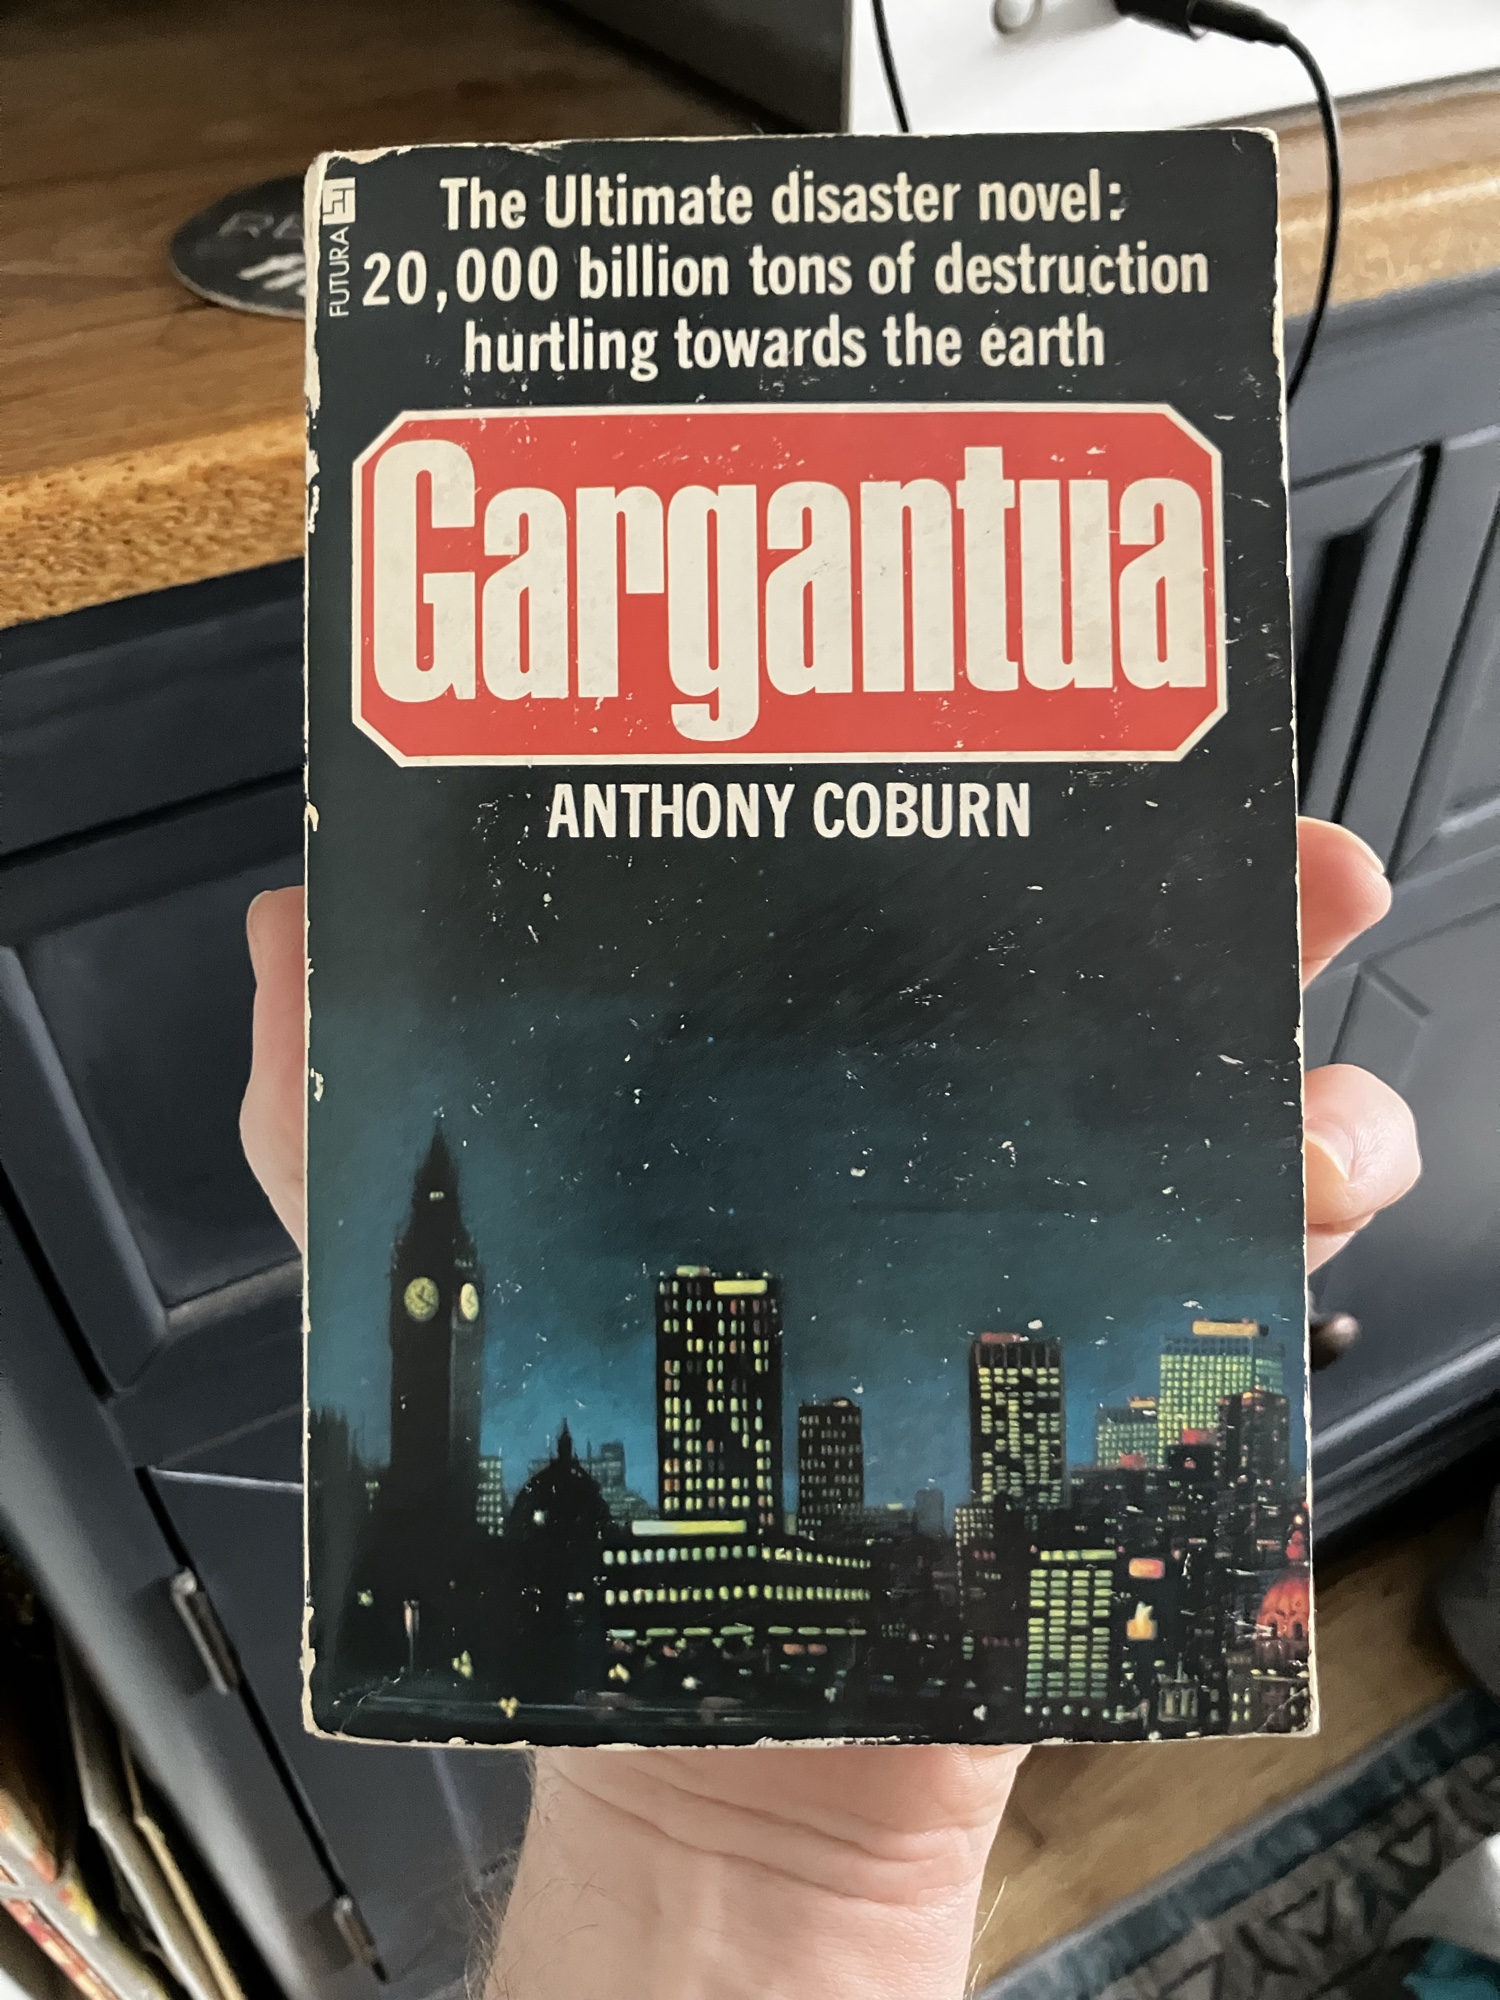 FUTURA
The Ultimate disaster novel:
20,000 billion tons of destruction
hurtling towards the earth
Gargantua
ANTHONY COBURN